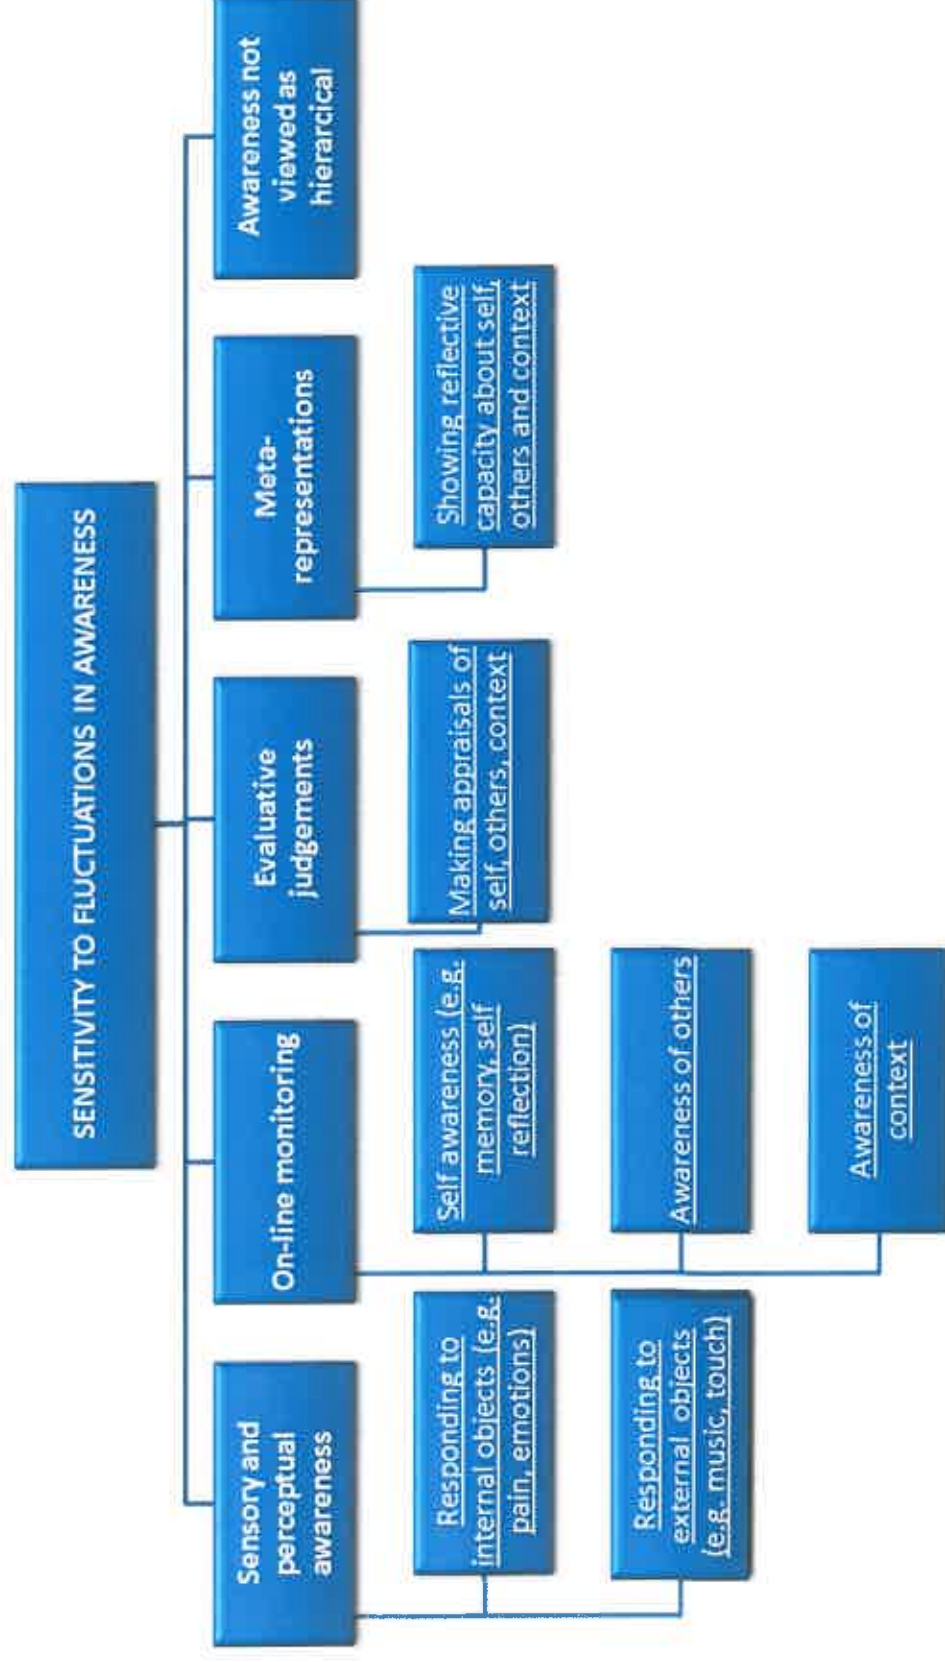 SENSITIVITY TO FLUCTUATIONS IN AWARENESS
Sensory and
perceptual
awareness
Responding to
internal objects (e.g.
pain, emotions)
Responding to
external objects
(e.g. music, touch)
On-line monitoring
Self awareness (e.g.
memory, self
reflection)
Awareness of others
Awareness of
context
Evaluative
judgements
Making appraisals of
self, others, context
Meta-
representations
Showing reflective
capacity about self,
others and context
Awareness not
viewed as
hierarcical